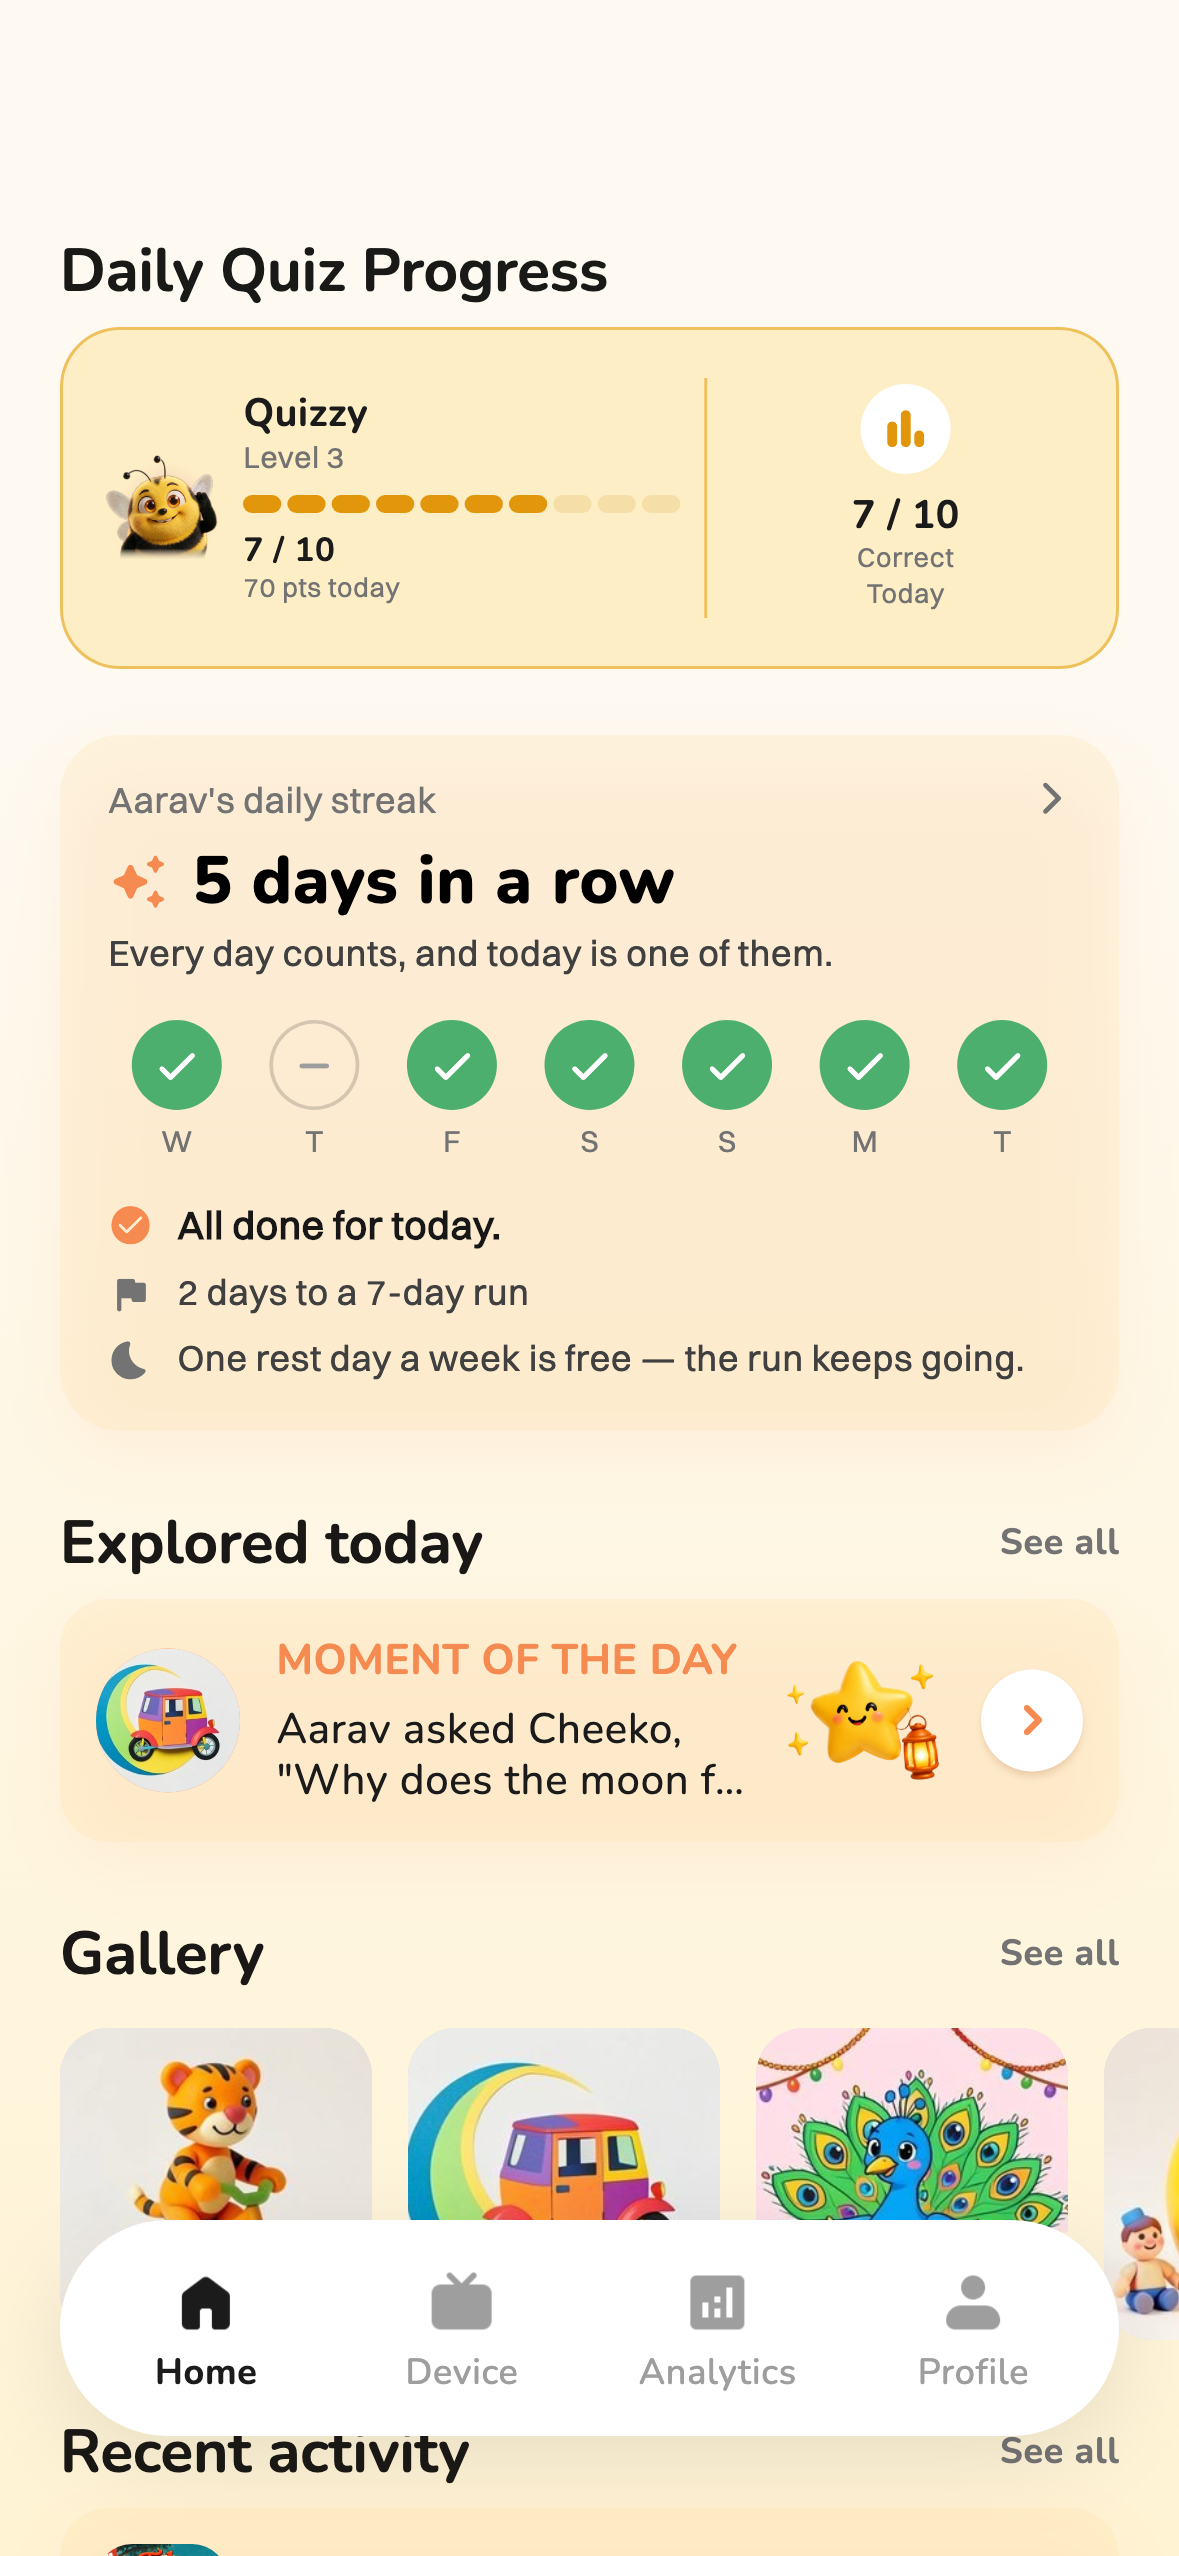 Daily Quiz Progress
Quizzy
Level 3
7 / 10
70 pts today
7 / 10
Correct
Today
Aarav's daily streak
5 days in a row
Every day counts, and today is one of them.
W T F S S M T
All done for today.
2 days to a 7-day run
One rest day a week is free — the run keeps going.
Explored today
See all
MOMENT OF THE DAY
Aarav asked Cheeko,
"Why does the moon f...
Gallery
See all
Home
Device
Analytics
Profile
Recent activity
See all